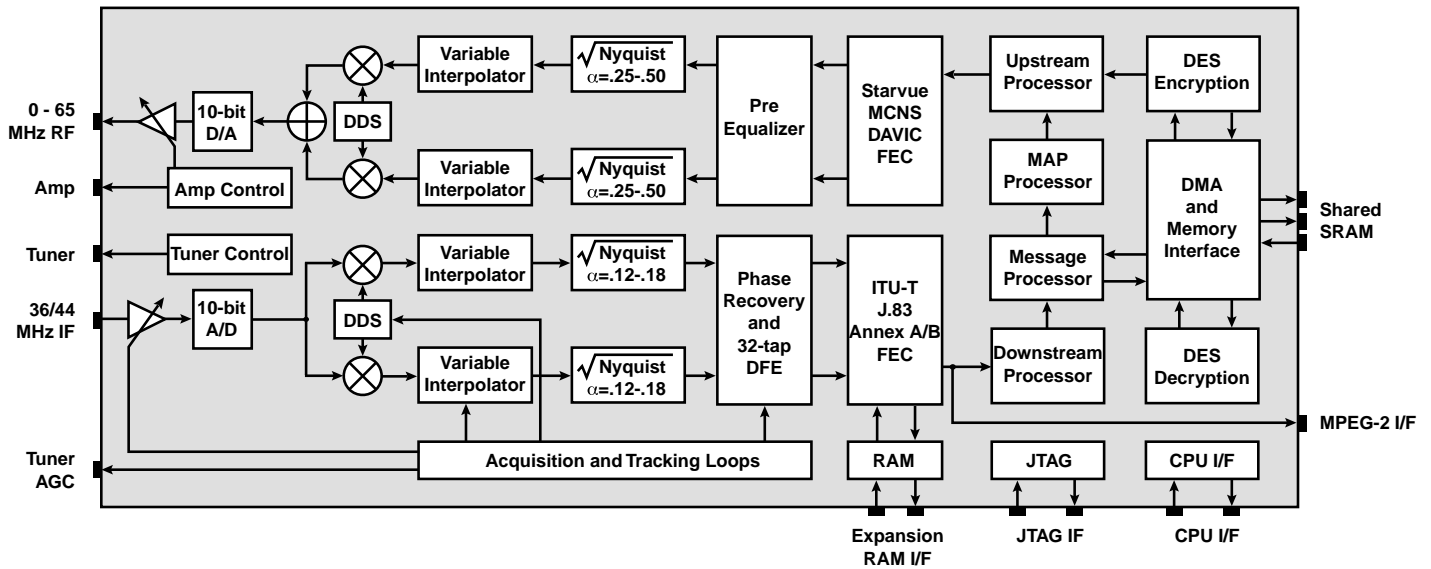 0 - 65
MHz RF
10-bit
D/A
DDS
Variable
Interpolator
√Nyquist
α=.25-.50
Pre
Equalizer
Starvue
MCNS
DAVIC
FEC
Upstream
Processor
DES
Encryption
Variable
Interpolator
√Nyquist
α=.25-.50
MAP
Processor
Amp
Amp Control
DMA
and
Memory
Interface
Shared
SRAM
Tuner
Tuner Control
Variable
Interpolator
√Nyquist
α=.12-.18
Phase
Recovery
and
32-tap
DFE
ITU-T
J.83
Annex A/B
FEC
Message
Processor
36/44
MHz IF
10-bit
A/D
DDS
Variable
Interpolator
√Nyquist
α=.12-.18
Downstream
Processor
DES
Decryption
MPEG-2 I/F
Tuner
AGC
Acquisition and Tracking Loops
RAM
JTAG
CPU I/F
Expansion
RAM I/F
JTAG IF
CPU I/F